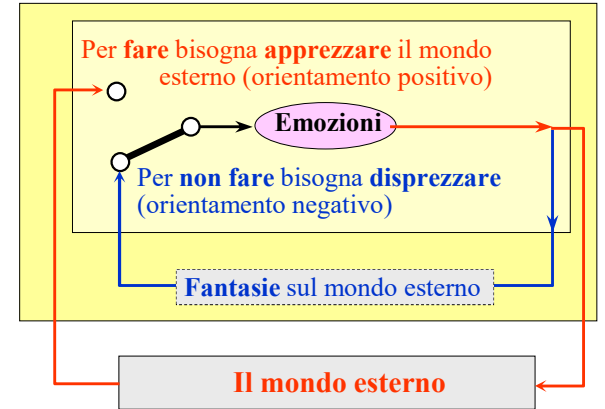 Per fare bisogna apprezzare il mondo
esterno (orientamento positivo)
Emozioni
Per non fare bisogna disprezzare
(orientamento negativo)
Fantasie sul mondo esterno
Il mondo esterno